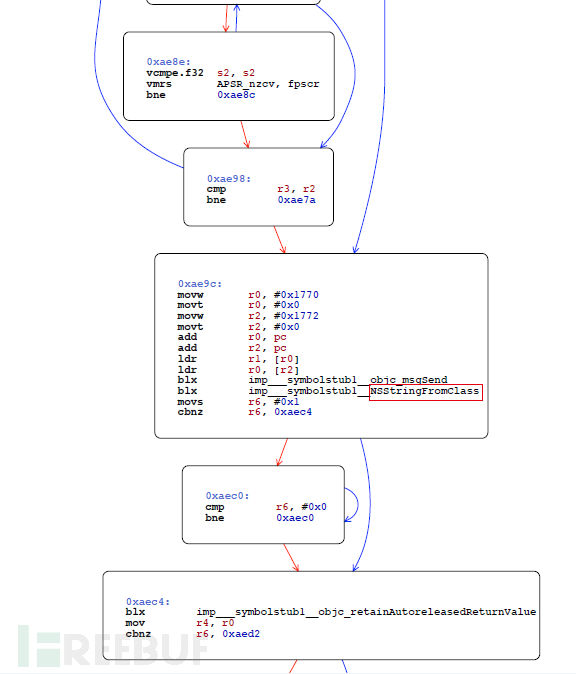 0xae8e:
vcmpe.f32 s2, s2
vmrs APSR_nzcv, fpscr
bne 0xae8c
0xae98:
cmp r3, r2
bne 0xae7a
0xae9c:
movw r0, #0x1770
movt r0, #0x0
movw r2, #0x1772
movt r2, #0x0
add r0, pc
add r2, pc
ldr r1, [r0]
ldr r0, [r2]
blx imp___symbolstub1__objc_msgSend
blx imp___symbolstub1__NSStringFromClass
movs r6, #0x1
cbnz r6, 0xaec4
0xaec0:
cmp r6, #0x0
bne 0xaec0
0xaec4:
blx imp___symbolstub1__objc_retainAutoreleasedReturnValue
mov r4, r0
cbnz r6, 0xaed2
FREEBUF